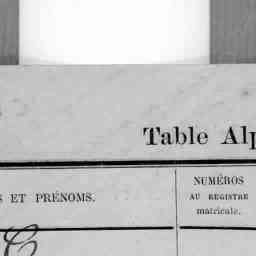 Table Alp
S ET PRÉNOMS.
NUMÉROS
AU REGISTRE
matricule.
C